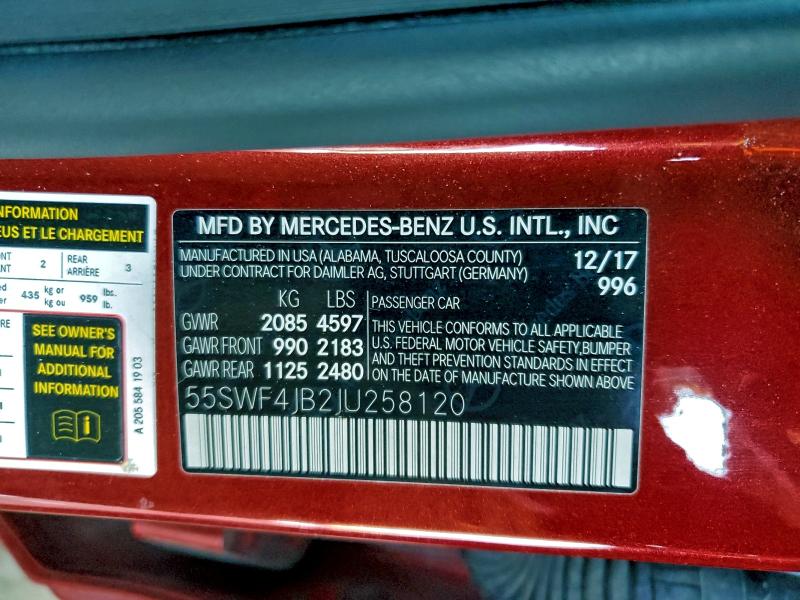 NFORMATION
EUS ET LE CHARGEMENT
2 REAR 3
ARRIÈRE
435 kg or 959 lbs.
kg ou lb.
SEE OWNER'S
MANUAL FOR
ADDITIONAL
INFORMATION
A 205 584 19 03
MFD BY MERCEDES-BENZ U.S. INTL., INC
MANUFACTURED IN USA (ALABAMA, TUSCALOOSA COUNTY) 12/17
UNDER CONTRACT FOR DAIMLER AG, STUTTGART (GERMANY) 996
KG LBS
GVWR 2085 4597
GAWR FRONT 990 2183
GAWR REAR 1125 2480
PASSENGER CAR
THIS VEHICLE CONFORMS TO ALL APPLICABLE
U.S. FEDERAL MOTOR VEHICLE SAFETY,BUMPER
AND THEFT PREVENTION STANDARDS IN EFFECT
ON THE DATE OF MANUFACTURE SHOWN ABOVE
55SWF4JB2JU258120